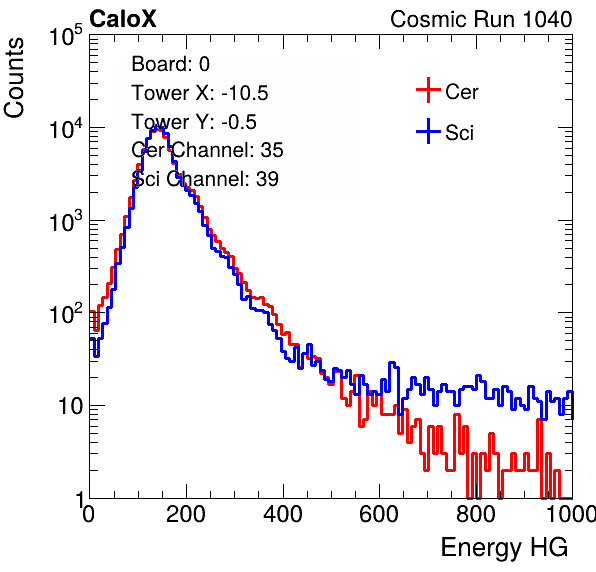 CaloX Cosmic Run 1040
Counts
Board: 0
Tower X: -10.5
Tower Y: -0.5
Cer Channel: 35
Sci Channel: 39
Cer
Sci
10^5
10^4
10^3
10^2
10
1
0 200 400 600 800 1000
Energy HG